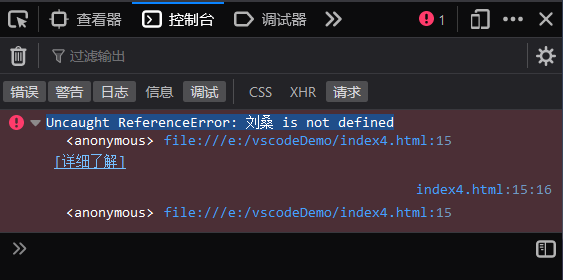 查看器 控制台 调试器 1
过滤输出
错误 警告 日志 信息 调试 CSS XHR 请求
Uncaught ReferenceError: 刘桑 is not defined
<anonymous> file:///e:/vscodeDemo/index4.html:15
[详细了解]
index4.html:15:16
<anonymous> file:///e:/vscodeDemo/index4.html:15